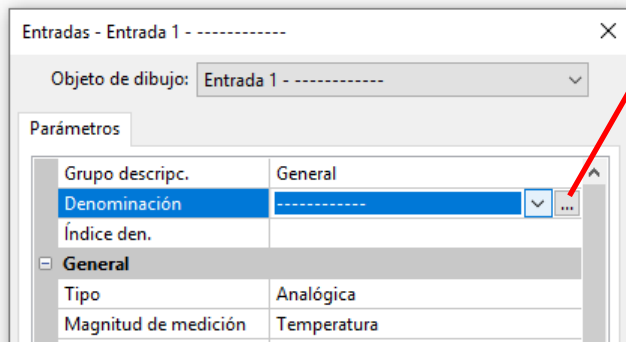 Entradas - Entrada 1 - ------------
Objeto de dibujo: Entrada 1 - ------------
Parámetros
Grupo descripc. General
Denominación ------------ ...
Índice den.
General
Tipo Analógica
Magnitud de medición Temperatura